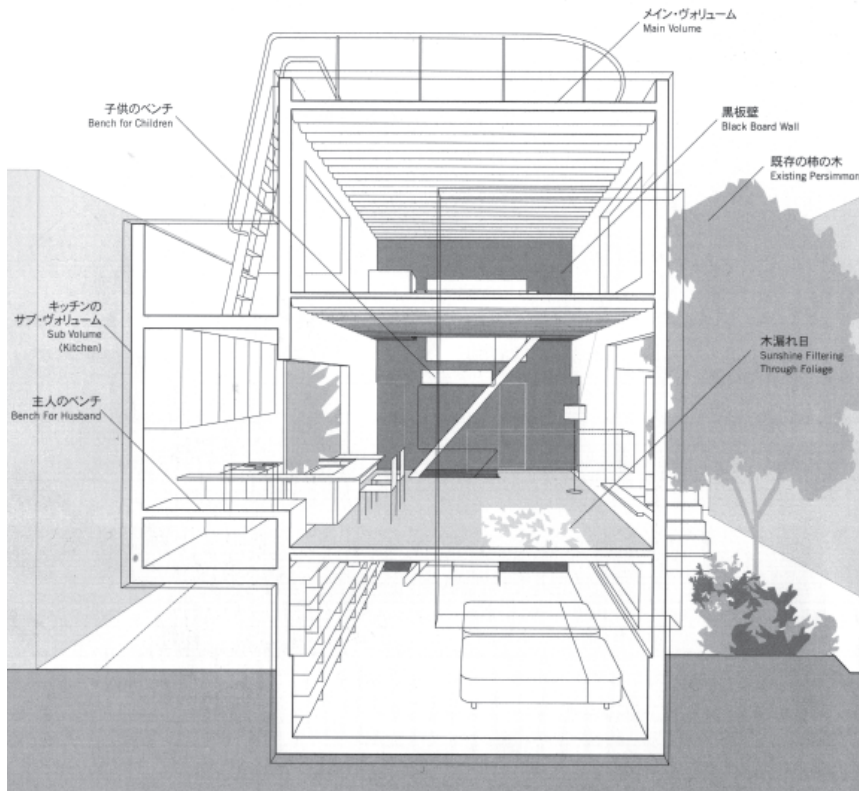 メイン・ヴォリューム
Main Volume
子供のベンチ
Bench for Children
黒板壁
Black Board Wall
既存の柿の木
Existing Persimmon
キッチンの
サブ・ヴォリューム
Sub Volume
(Kitchen)
木漏れ日
Sunshine Filtering
Through Foliage
主人のベンチ
Bench For Husband